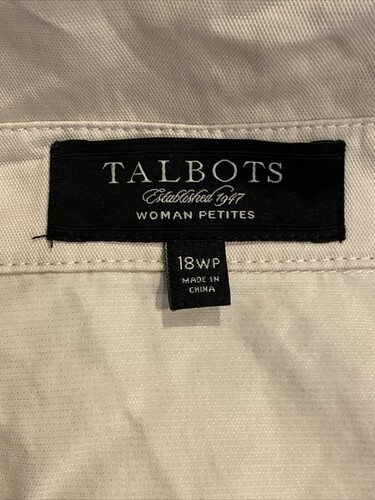 TALBOTS
Established 1947
WOMAN PETITES
18WP
MADE IN
CHINA